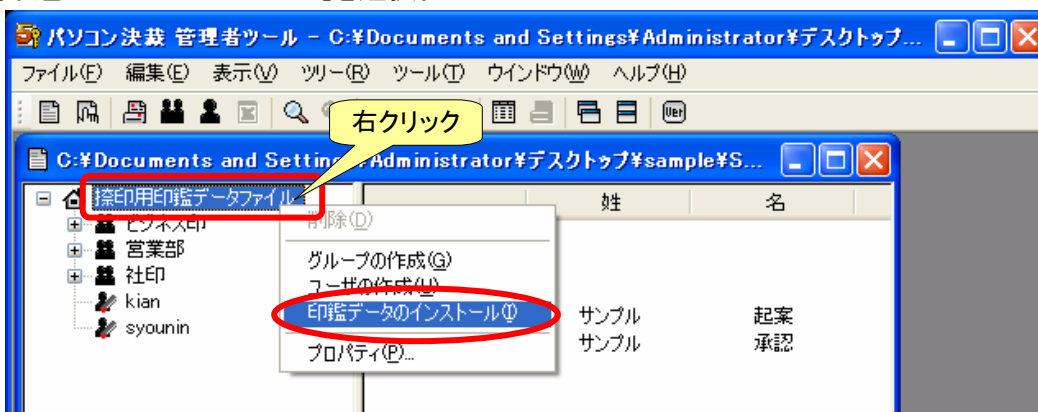 パソコン決裁 管理者ツール - C:¥Documents and Settings¥Administrator¥デスクトップ...
ファイル(F) 編集(E) 表示(V) ツリー(R) ツール(T) ウインドウ(W) ヘルプ(H)
Ver
右クリック
C:¥Documents and Settings¥Administrator¥デスクトップ¥sample¥S...
捺印用印鑑データファイル
姓 名
ビジネス印
営業部
社印
kian
syounin
削除(D)
グループの作成(G)
ユーザの作成(U)
印鑑データのインストール(I)
プロパティ(P)...
サンプル 起案
サンプル 承認